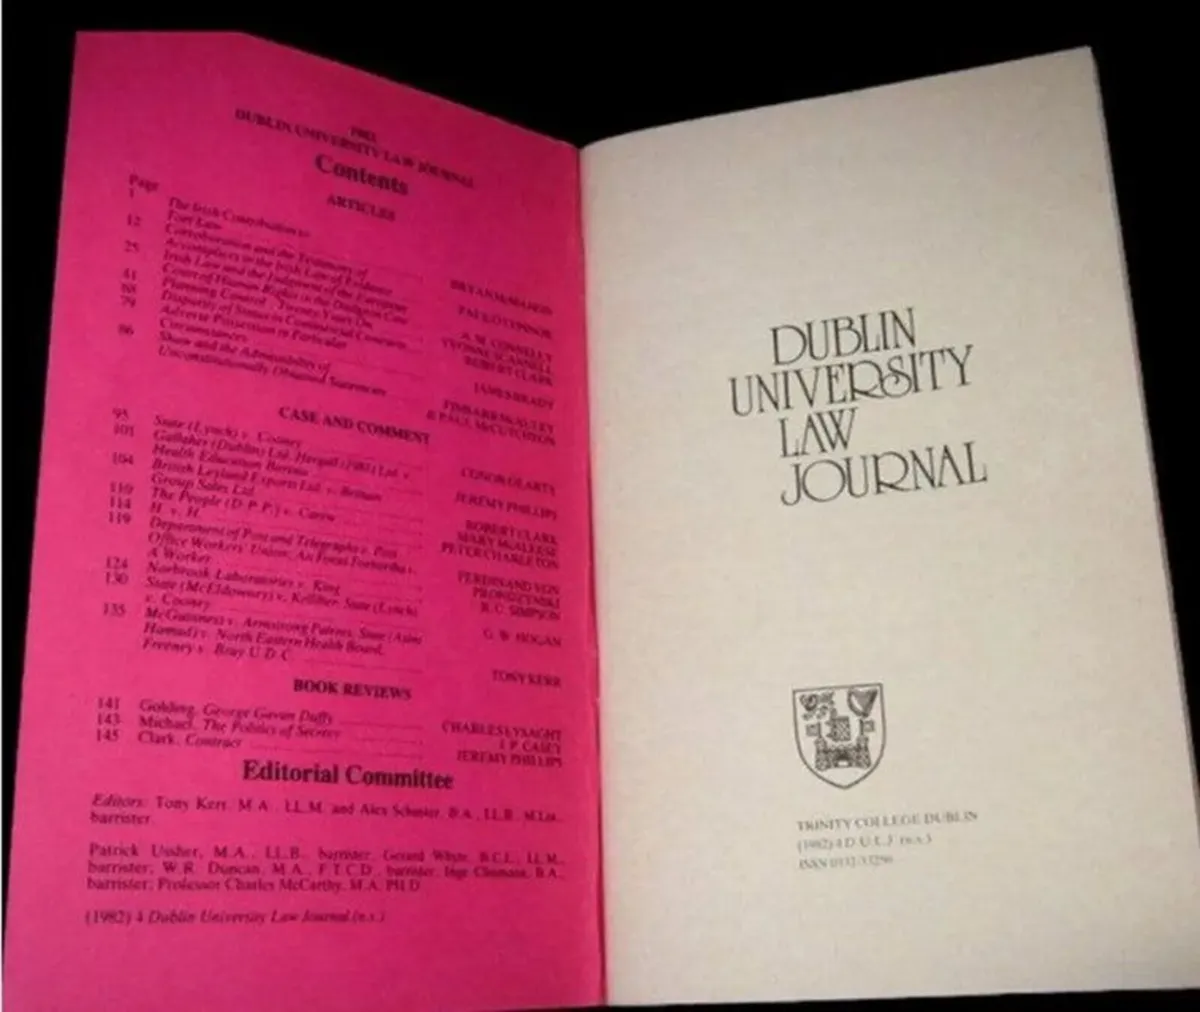 1982
DUBLIN UNIVERSITY LAW JOURNAL
Contents
ARTICLES
Page
1 The Irish Contribution to
Tort Law BRYAN McMAHON
12 Corroboration and the Testimony of
Accomplices in the Irish Law of Evidence PAUL O'CONNOR
25 Irish Law and the Judgment of the European
Court of Human Rights in the Dudgeon Case A. M. CONNELLY
41 Planning Control: Twenty Years On YVONNE SCANNELL
68 Disparity of Status in Commercial Contracts ROBERT CLARK
79 Adverse Possession in Particular
Circumstances JAMES BRADY
86 Shaw and the Admissibility of
Unconstitutionally Obtained Statements FINBARR McAULEY
& PAUL McCUTCHEON
CASE AND COMMENT
95 State (Lynch) v. Cooney CONOR GEARTY
101 Gallaher (Dublin) Ltd, Hergall (1981) Ltd. v.
Health Education Bureau JEREMY PHILLIPS
104 British Leyland Exports Ltd. v. Brittain
Group Sales Ltd. ROBERT CLARK
110 The People (D.P.P.) v. Carew MARY McALEESE
114 H. v. H. PETER CHARLETON
119 Department of Post and Telegraphs v. Post
Office Workers' Union; An Foras Forbartha v.
A Worker FERDINAND VON
PRONDZYNSKI
124 Norbrook Laboratories v. King R. C. SIMPSON
130 State (McEldowney) v. Kelliher, State (Lynch)
v. Cooney G. W. HOGAN
135 McGuinness v. Armstrong Patents, State
Hamad) v. North Eastern Health Board,
Freeney v. Bray U.D.C. TONY KERR
BOOK REVIEWS
141 Golding, George Gavan Duffy CHARLES LYSAGHT
143 Michael, The Politics of Secrecy J. P. CASEY
145 Clark, Contract JEREMY PHILLIPS
Editorial Committee
Editors: Tony Kerr, M.A., LL.M. and Alex Schuster, B.A., LL.B., M.Litt.,
barrister
Patrick Ussher, M.A., LL.B., barrister; Gerard Whyte, B.C.L., LL.M.,
barrister; W.R. Duncan, M.A., F.T.C.D., barrister; Inge Clissmann, B.A.,
barrister; Professor Charles McCarthy, M.A. PH.D
(1982) 4 Dublin University Law Journal (n.s.)
DUBLIN
UNIVERSITY
LAW
JOURNAL
TRINITY COLLEGE DUBLIN
(1982) 4 D.U.L.J. (n.s.)
ISSN